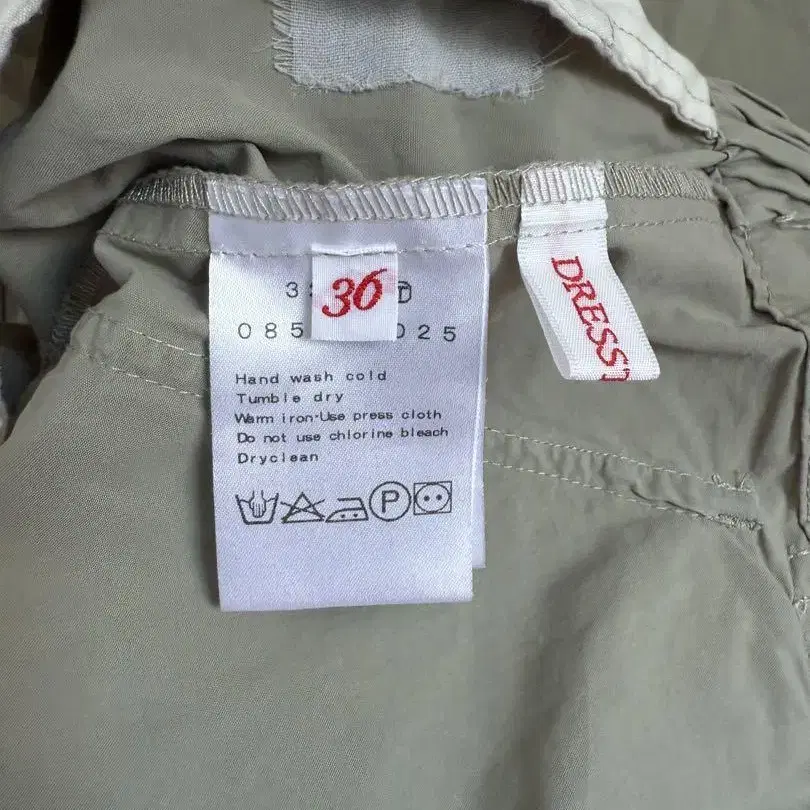 36
085 025
Hand wash cold
Tumble dry
Warm iron·Use press cloth
Do not use chlorine bleach
Dryclean
P
DRESS